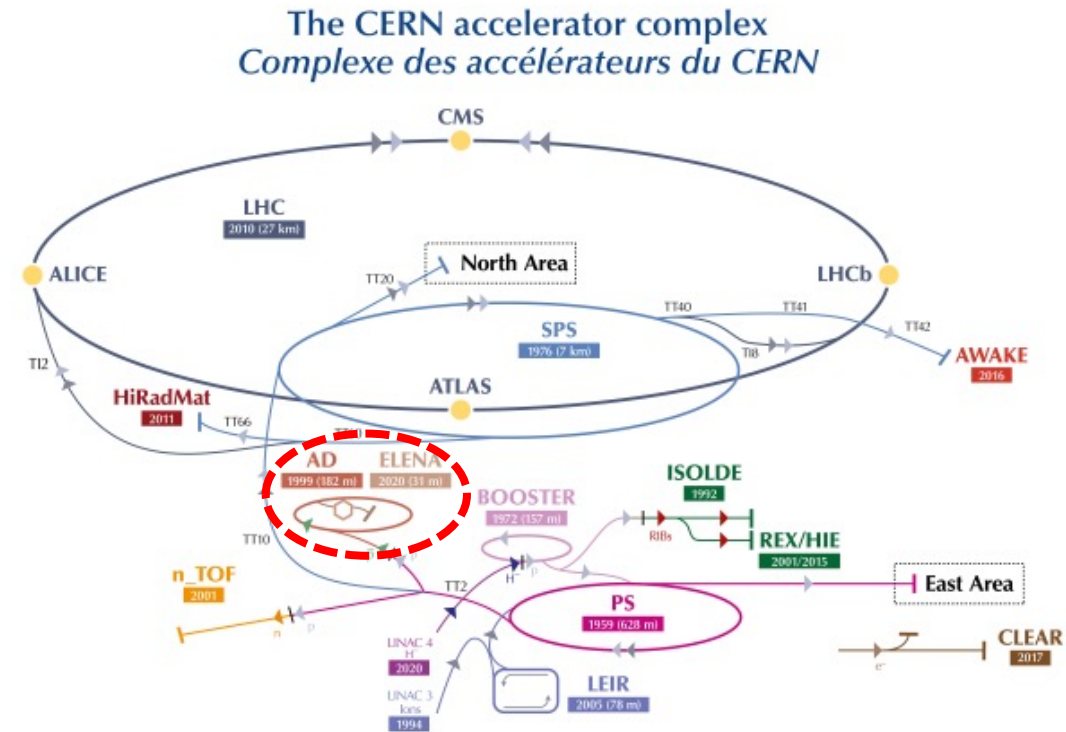 The CERN accelerator complex
Complexe des accélérateurs du CERN
CMS
LHC
2010 (27 km)
North Area
ALICE
TT20
LHCb
TT40
TT41
SPS
1976 (7 km)
TT42
TI8
AWAKE
2016
TI2
ATLAS
HiRadMat
2011
TT66
AD
1999 (182 m)
ELENA
2020 (31 m)
ISOLDE
1992
BOOSTER
1972 (157 m)
RIBs
REX/HIE
2001/2015
TT10
p
H⁻
p
n_TOF
2001
TT2
East Area
PS
1959 (628 m)
n
p
LINAC 4
H⁻
2020
CLEAR
2017
e⁻
LINAC 3
Ions
1994
LEIR
2005 (78 m)